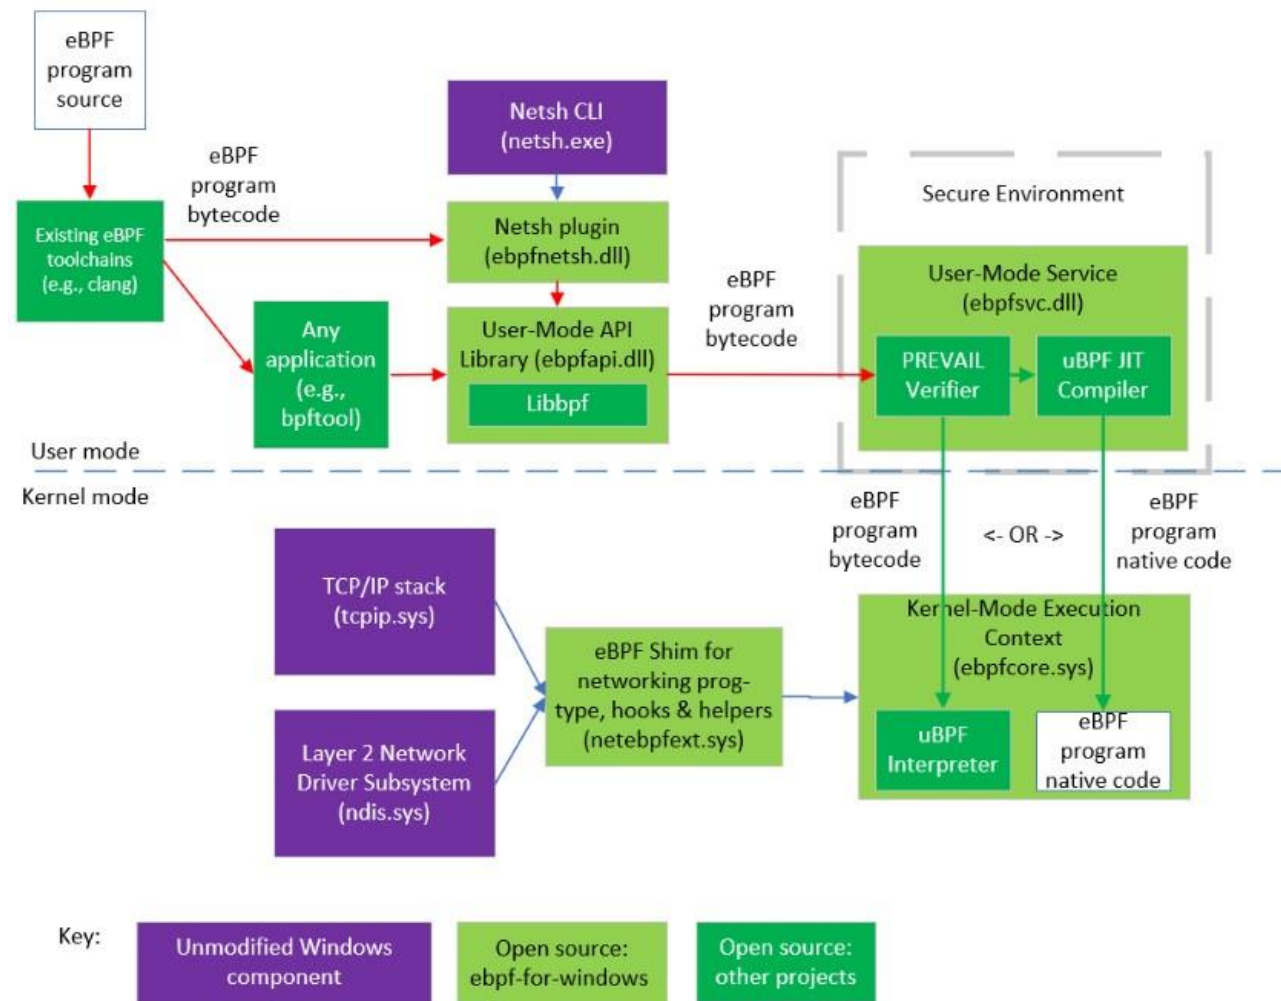 eBPF
program
source
Netsh CLI
(netsh.exe)
eBPF
program
bytecode
Secure Environment
Existing eBPF
toolchains
(e.g., clang)
Netsh plugin
(ebpfnetsh.dll)
User-Mode Service
(ebpfsvc.dll)
eBPF
program
bytecode
Any
application
(e.g.,
bpftool)
User-Mode API
Library (ebpfapi.dll)
Libbpf
PREVAIL
Verifier
uBPF JIT
Compiler
User mode
Kernel mode
eBPF
program
bytecode
<- OR ->
eBPF
program
native code
TCP/IP stack
(tcpip.sys)
Layer 2 Network
Driver Subsystem
(ndis.sys)
eBPF Shim for
networking prog-
type, hooks & helpers
(netebpfext.sys)
Kernel-Mode Execution
Context
(ebpfcore.sys)
uBPF
Interpreter
eBPF
program
native code
Key:
Unmodified Windows
component
Open source:
ebpf-for-windows
Open source:
other projects